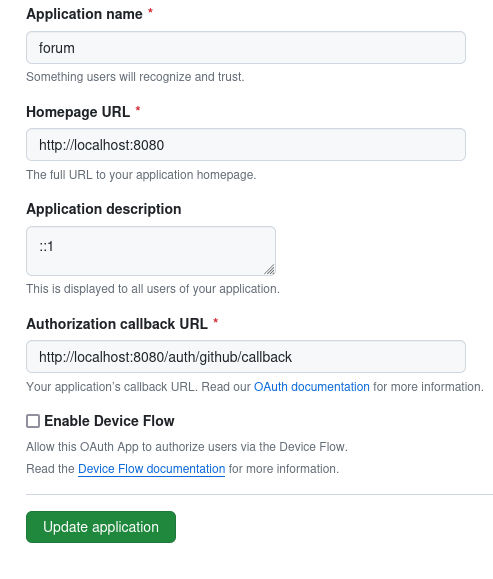 Application name *
forum
Something users will recognize and trust.
Homepage URL *
http://localhost:8080
The full URL to your application homepage.
Application description
::1
This is displayed to all users of your application.
Authorization callback URL *
http://localhost:8080/auth/github/callback
Your application's callback URL. Read our OAuth documentation for more information.
Enable Device Flow
Allow this OAuth App to authorize users via the Device Flow.
Read the Device Flow documentation for more information.
Update application